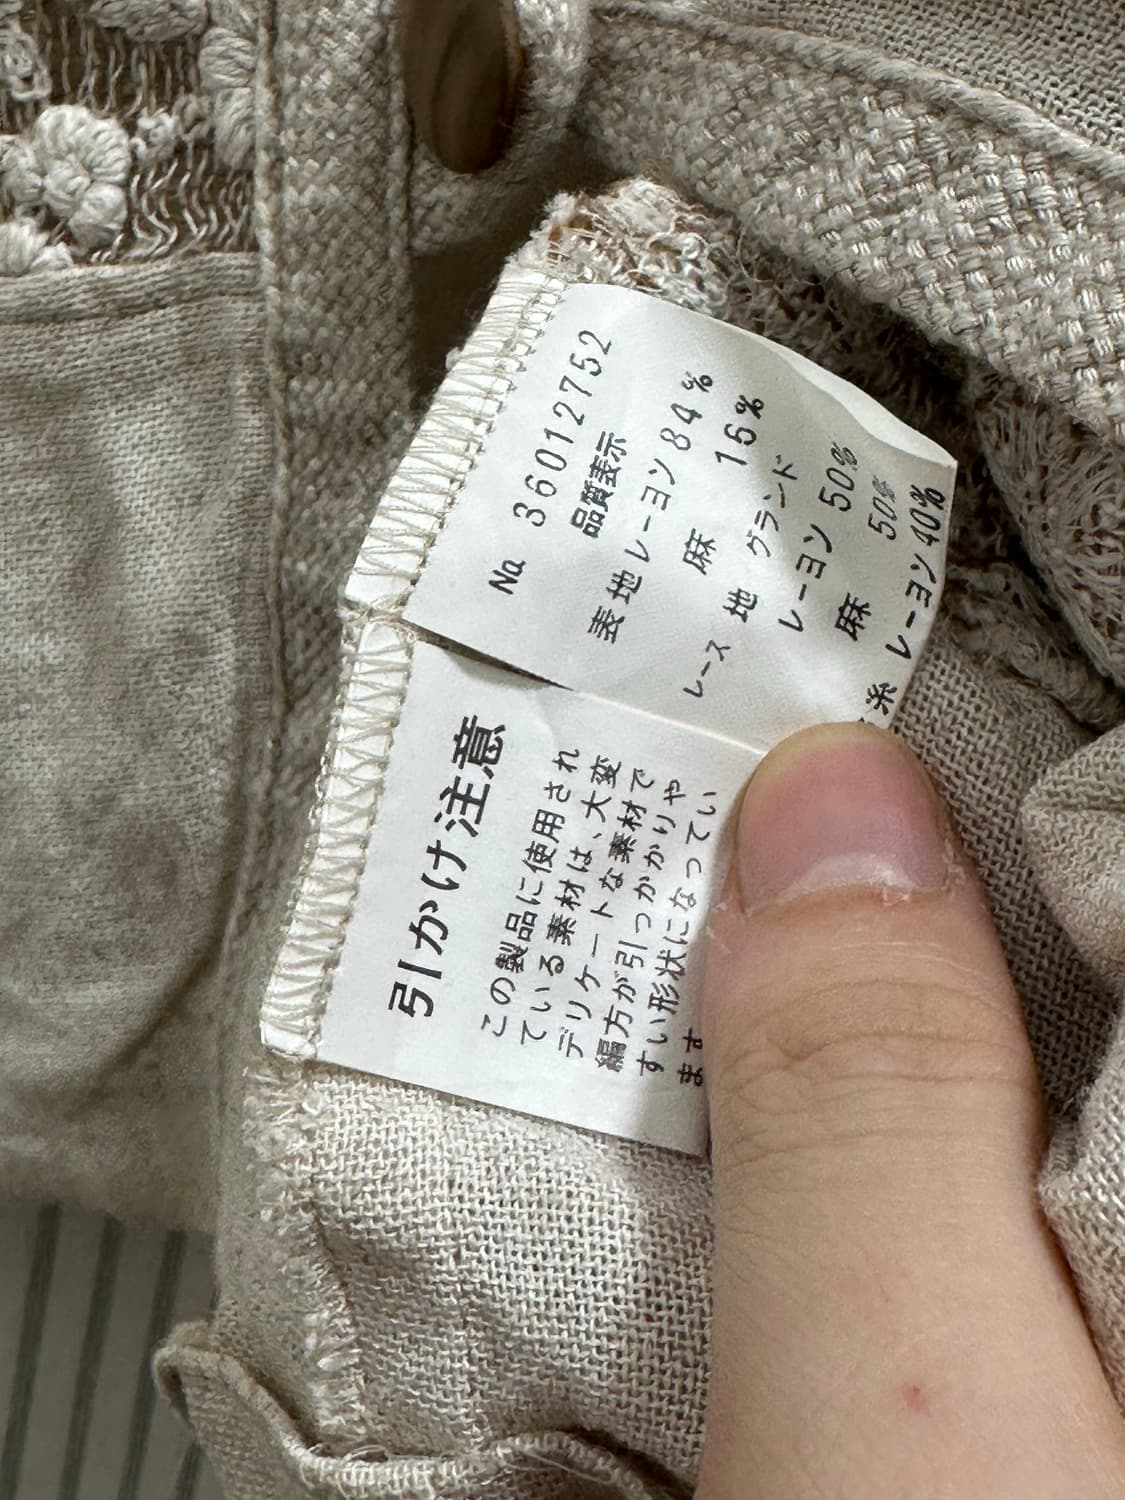 No 36012752
品質表示
表地 レーヨン 84%
麻 16%
レース地 グランド
レーヨン 50%
麻 50%
糸 レーヨン 40%
引かけ注意
この製品に使用され
ている素材は、大変
デリケートな素材で
編方が引っかかりや
すい形状になってい
ます